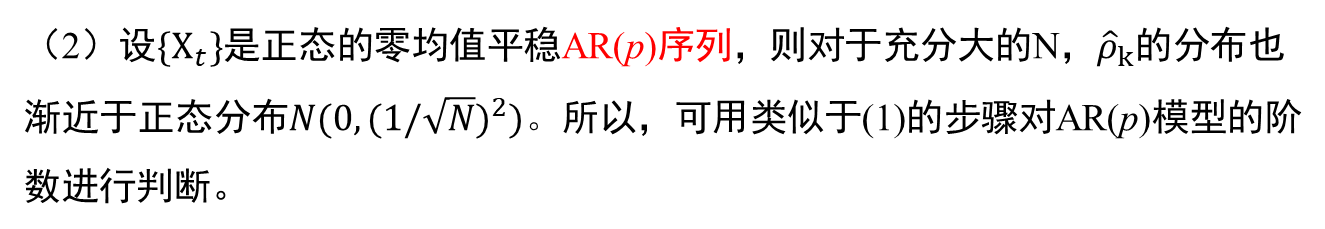 （2）设{X_t}是正态的零均值平稳AR(p)序列，则对于充分大的N，ρ̂_k的分布也
渐近于正态分布N(0, (1/√N)²)。所以，可用类似于(1)的步骤对AR(p)模型的阶
数进行判断。